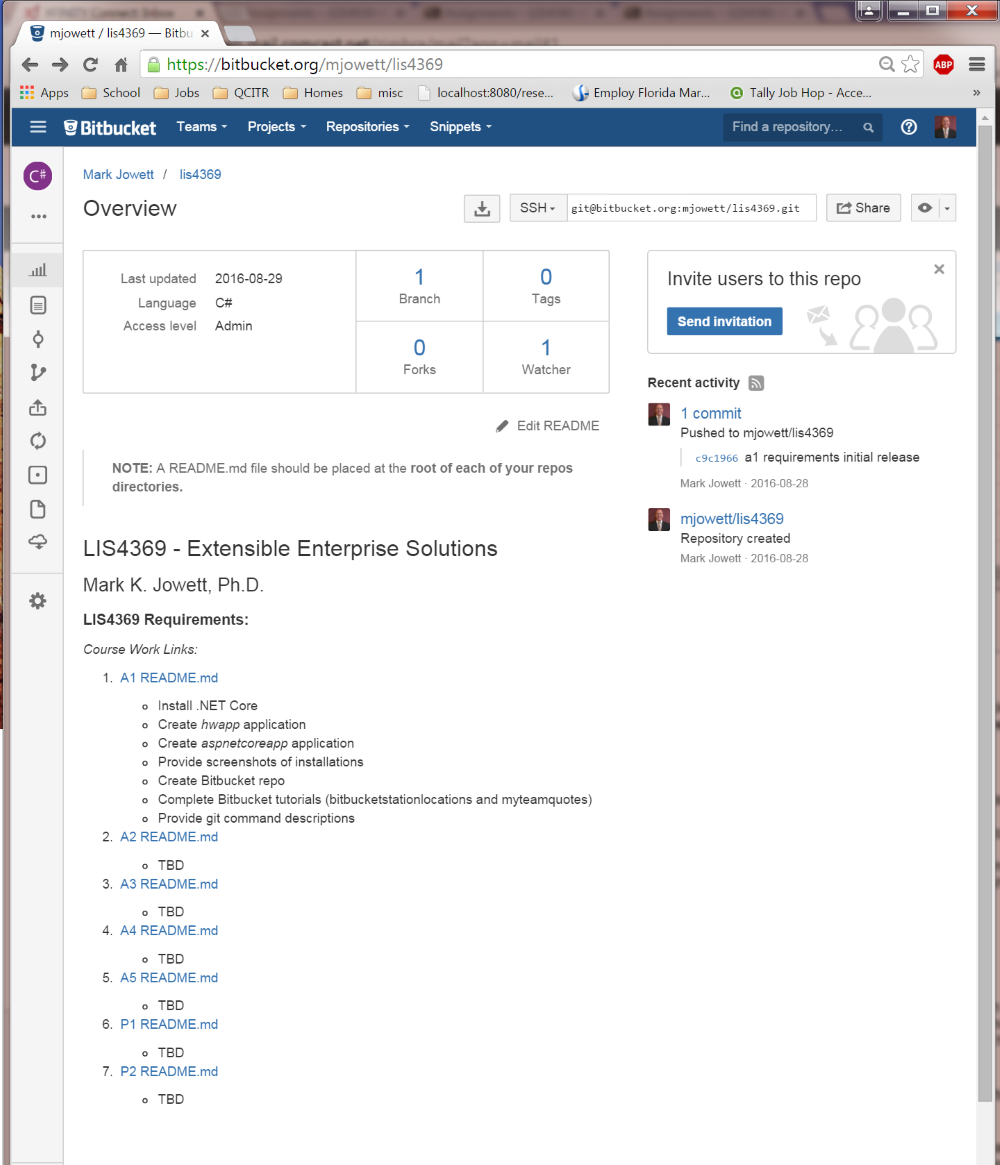 mjowett / lis4369 — Bitbu
https://bitbucket.org/mjowett/lis4369
ABP
Apps School Jobs QCITR Homes misc localhost:8080/rese... Employ Florida Mar... Tally Job Hop - Acce... »
Bitbucket Teams Projects Repositories Snippets Find a repository...
C#
Mark Jowett / lis4369
Overview
SSH git@bitbucket.org:mjowett/lis4369.git Share
Last updated 2016-08-29
Language C#
Access level Admin
1
Branch
0
Tags
0
Forks
1
Watcher
Invite users to this repo
Send invitation
Recent activity
1 commit
Pushed to mjowett/lis4369
c9c1966 a1 requirements initial release
Mark Jowett · 2016-08-28
mjowett/lis4369
Repository created
Mark Jowett · 2016-08-28
Edit README
NOTE: A README.md file should be placed at the root of each of your repos
directories.
LIS4369 - Extensible Enterprise Solutions
Mark K. Jowett, Ph.D.
LIS4369 Requirements:
Course Work Links:
1. A1 README.md
Install .NET Core
Create hwapp application
Create aspnetcoreapp application
Provide screenshots of installations
Create Bitbucket repo
Complete Bitbucket tutorials (bitbucketstationlocations and myteamquotes)
Provide git command descriptions
2. A2 README.md
TBD
3. A3 README.md
TBD
4. A4 README.md
TBD
5. A5 README.md
TBD
6. P1 README.md
TBD
7. P2 README.md
TBD